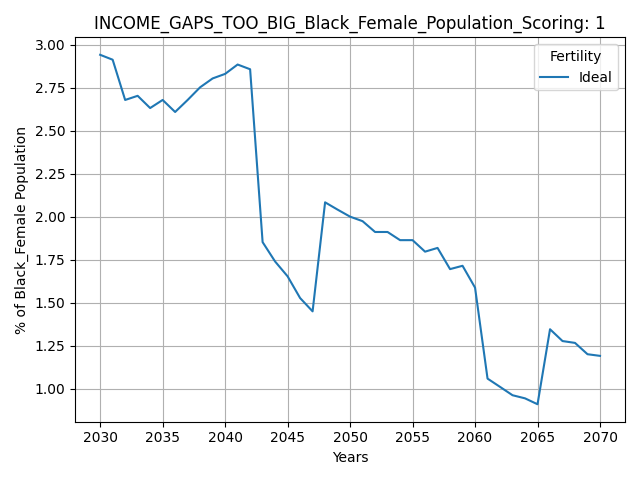 INCOME_GAPS_TOO_BIG_Black_Female_Population_Scoring: 1
Fertility
Ideal
% of Black_Female Population
3.00
2.75
2.50
2.25
2.00
1.75
1.50
1.25
1.00
2030 2035 2040 2045 2050 2055 2060 2065 2070
Years